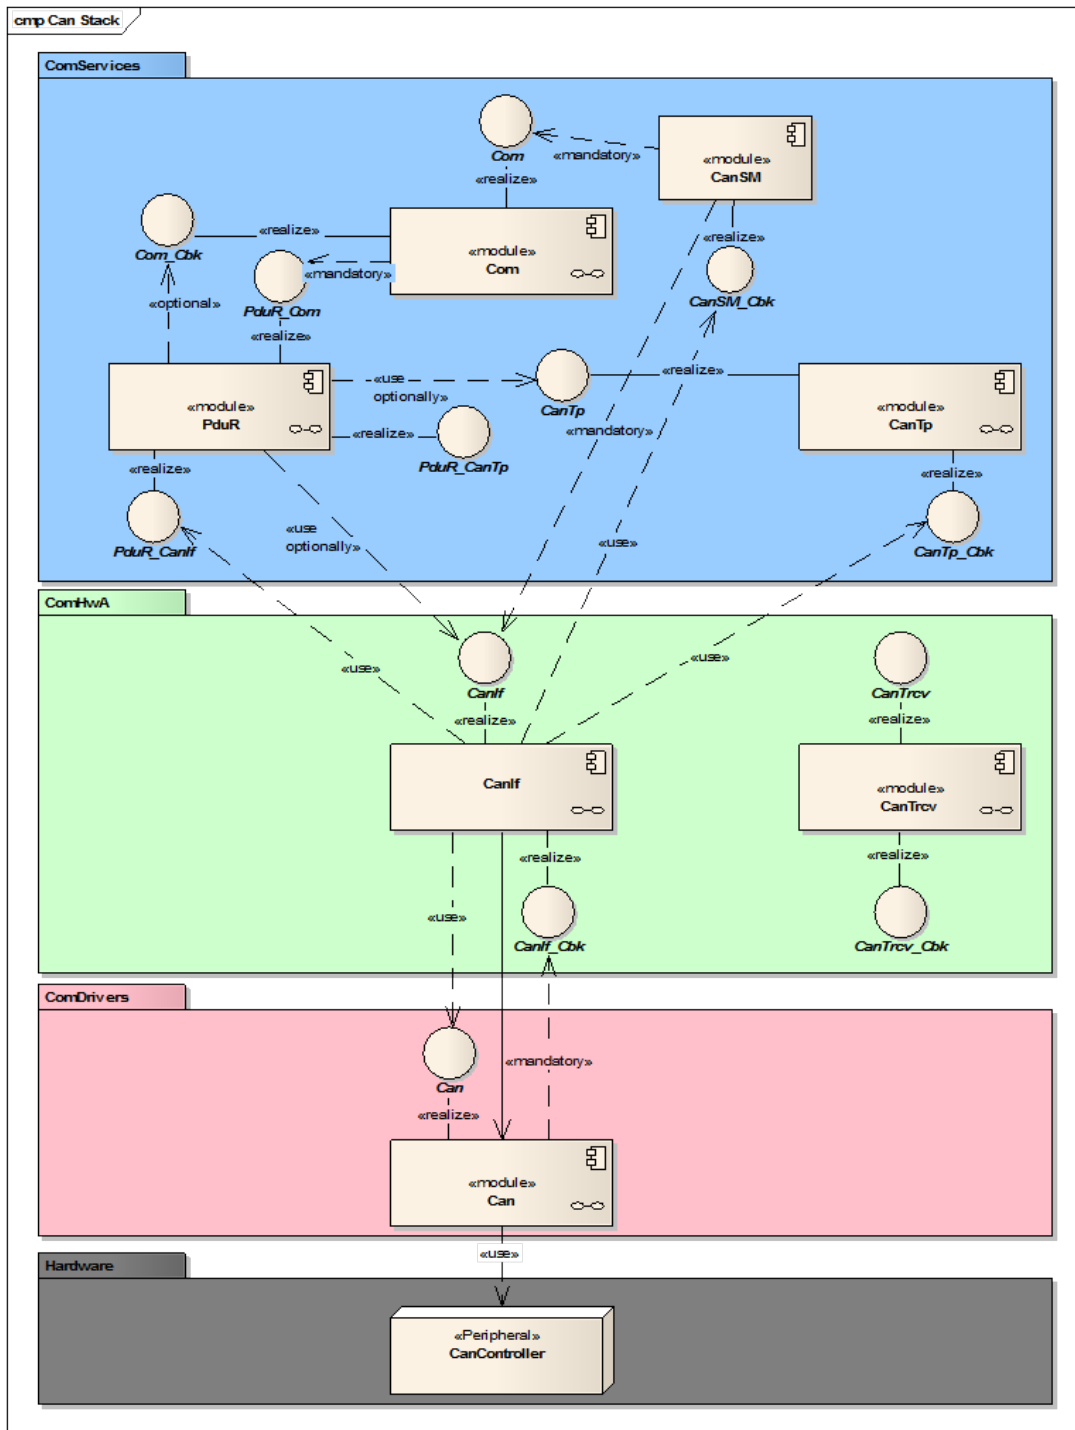 cmp Can Stack
ComServices
Com
«mandatory»
«module»
CanSM
«realize»
«realize»
Com_Cbk
«realize»
«module»
Com
«mandatory»
PduR_Com
CanSM_Cbk
«optional»
«realize»
«module»
PduR
«use
optionally»
CanTp
«realize»
«module»
CanTp
«mandatory»
«realize»
PduR_CanTp
«realize»
«realize»
PduR_CanIf
«use
optionally»
«use»
CanTp_Cbk
ComHwA
«use»
CanIf
«use»
CanTrcv
«realize»
«realize»
CanIf
«module»
CanTrcv
«realize»
«realize»
«use»
CanIf_Cbk
CanTrcv_Cbk
ComDrivers
«mandatory»
Can
«realize»
«module»
Can
«use»
Hardware
«Peripheral»
CanController